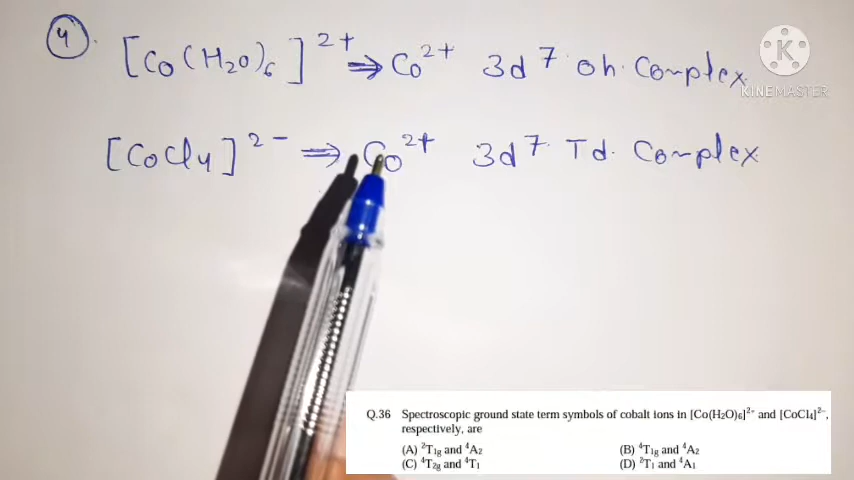 4. [Co(H₂O)₆]²⁺ ⇒ Co²⁺ 3d⁷ Oh. Complex
K
KINEMASTER
[CoCl₄]²⁻ ⇒ Co²⁺ 3d⁷ Td. Complex
Q.36 Spectroscopic ground state term symbols of cobalt ions in [Co(H₂O)₆]²⁺ and [CoCl₄]²⁻,
respectively, are
(A) ²T₁g and ⁴A₂ (B) ⁴T₁g and ⁴A₂
(C) ⁴T₂g and ⁴T₁ (D) ²T₁ and ⁴A₁